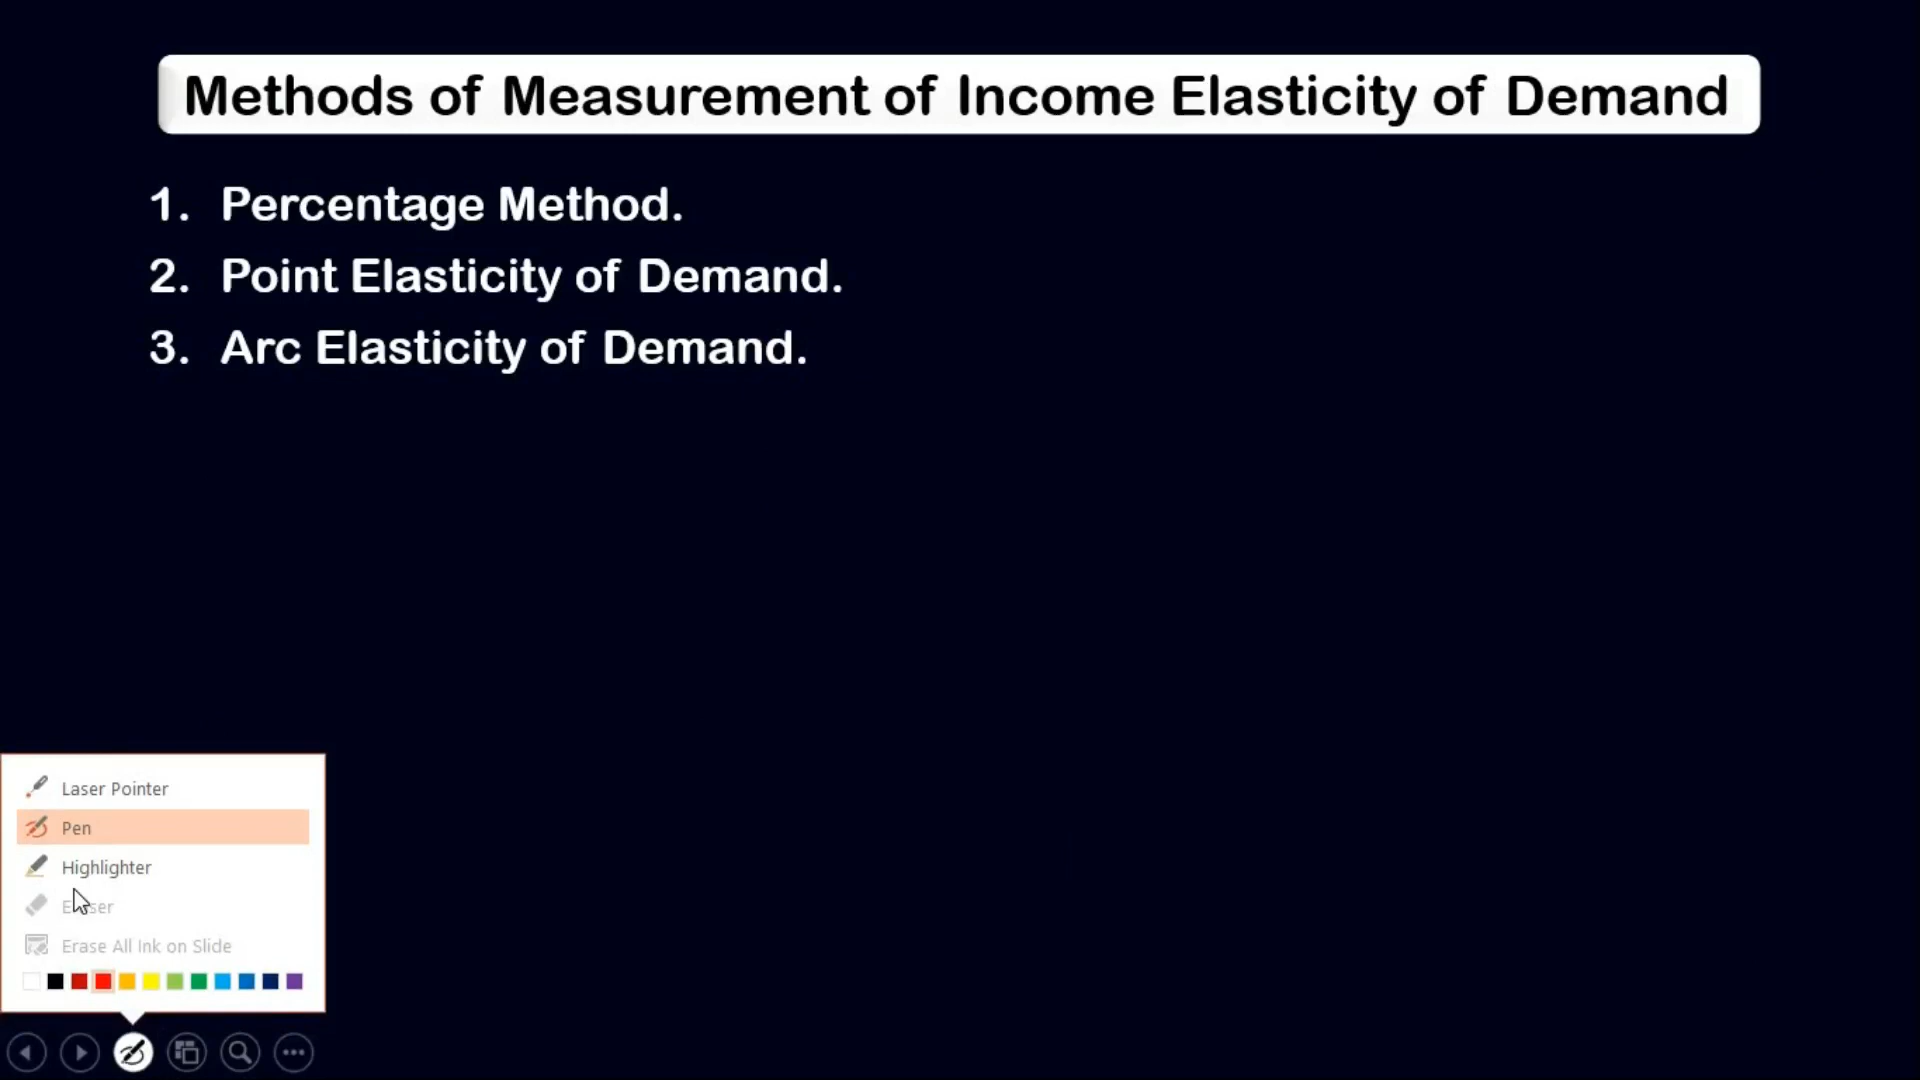 Methods of Measurement of Income Elasticity of Demand
1. Percentage Method.
2. Point Elasticity of Demand.
3. Arc Elasticity of Demand.
Laser Pointer
Pen
Highlighter
Eraser
Erase All Ink on Slide